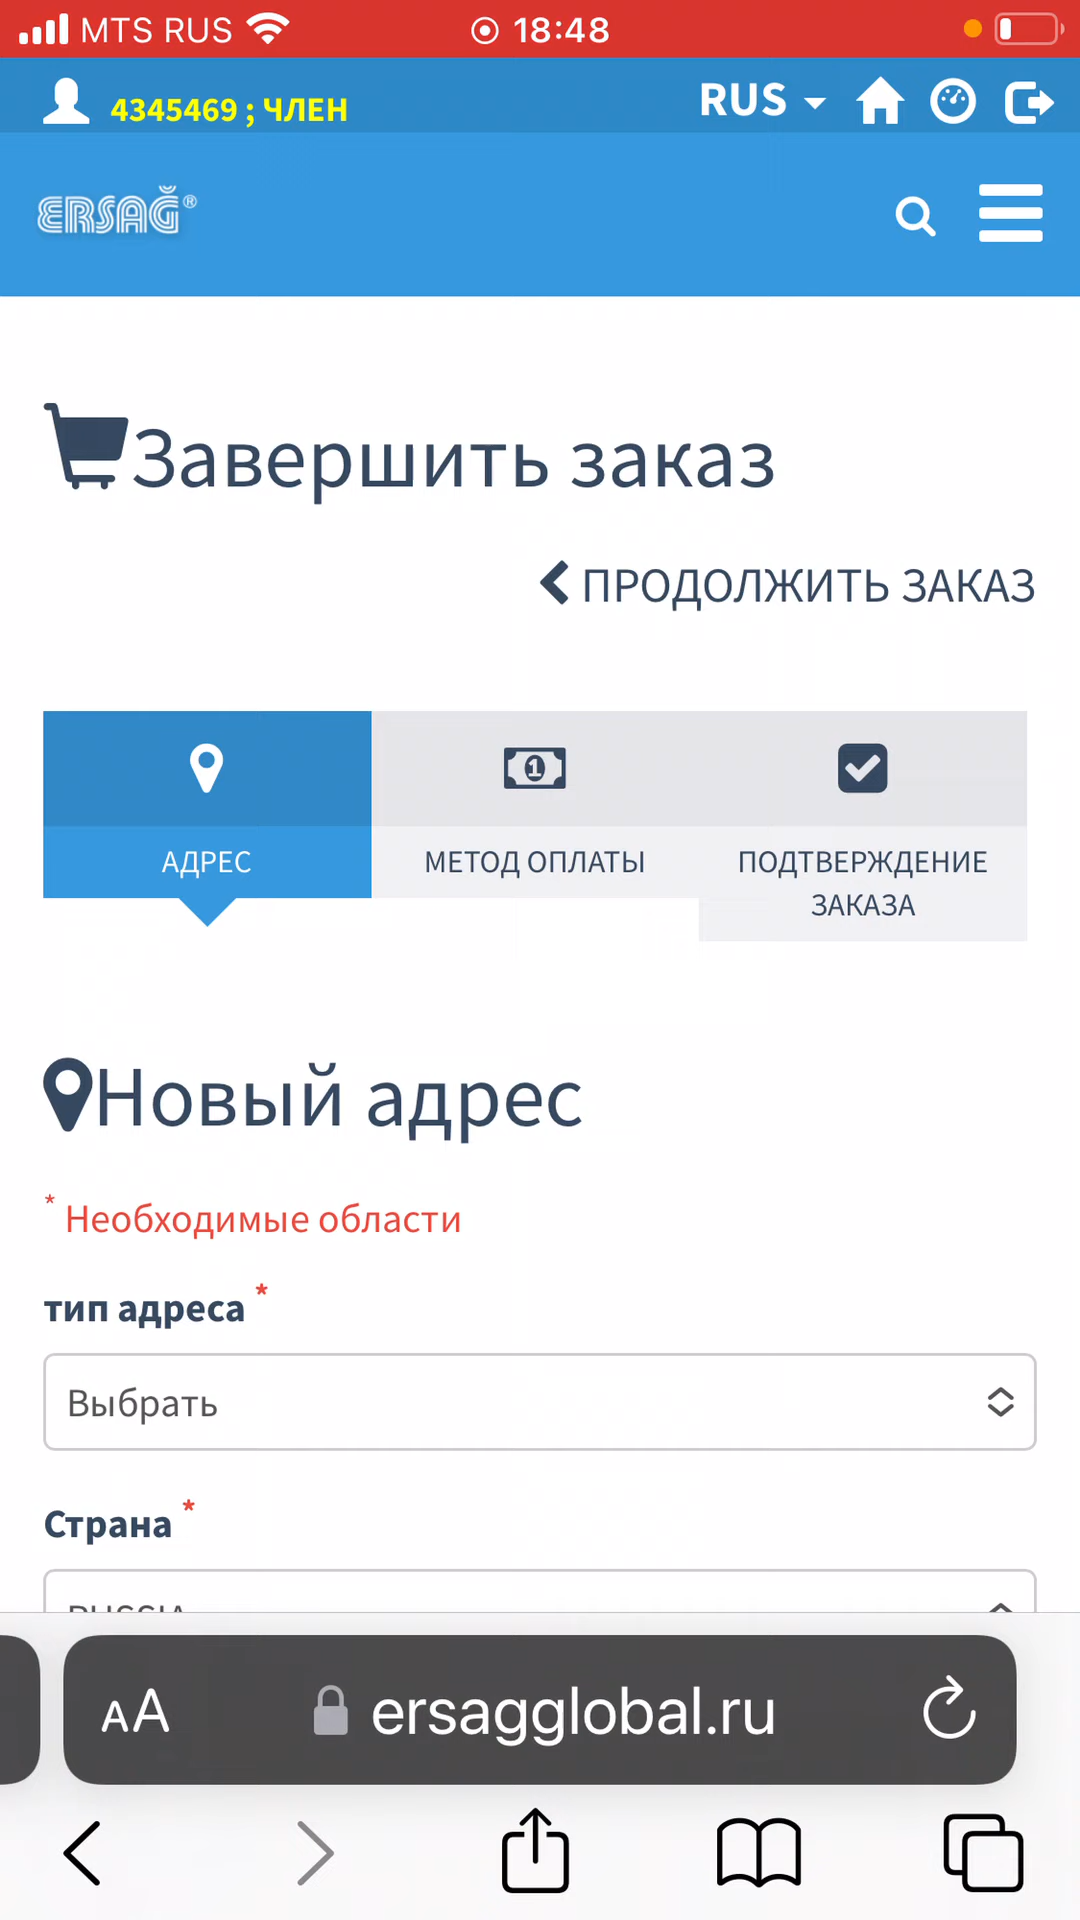 MTS RUS 18:48
4345469 ; ЧЛЕН RUS
ERSAĞ®
Завершить заказ
ПРОДОЛЖИТЬ ЗАКАЗ
АДРЕС
МЕТОД ОПЛАТЫ
ПОДТВЕРЖДЕНИЕ
ЗАКАЗА
Новый адрес
* Необходимые области
тип адреса *
Выбрать
Страна *
RUSSIA
AA ersagglobal.ru